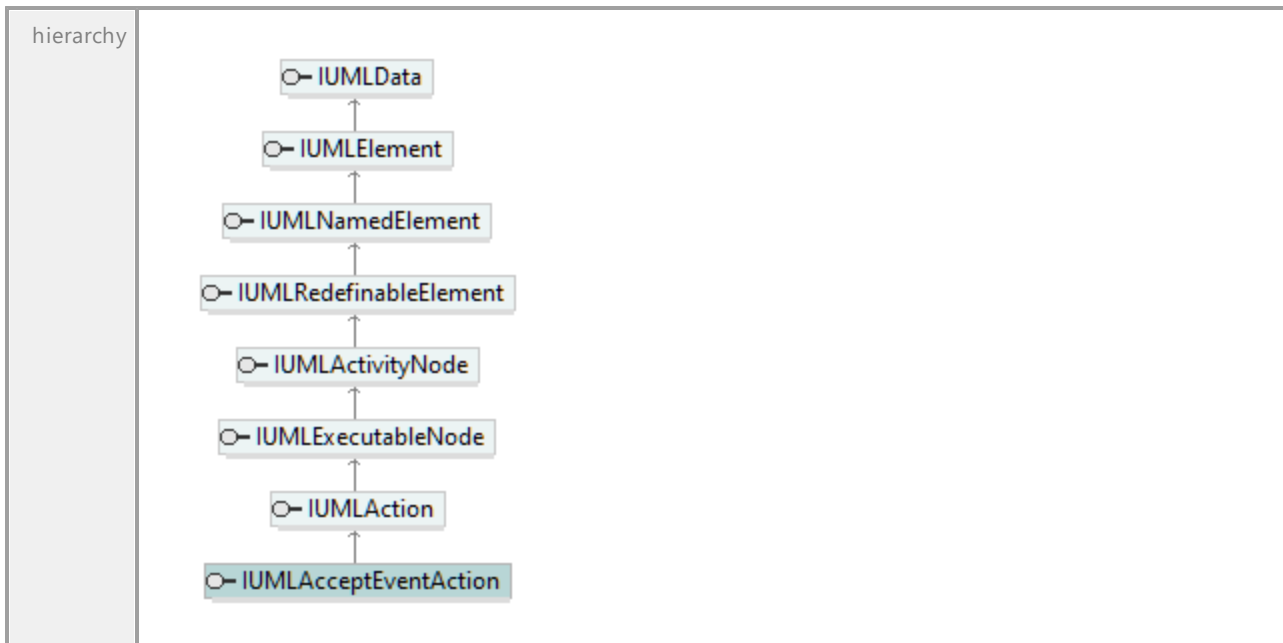 hierarchy
IUMLData
IUMLElement
IUMLNamedElement
IUMLRedefinableElement
IUMLActivityNode
IUMLExecutableNode
IUMLAction
IUMLAcceptEventAction